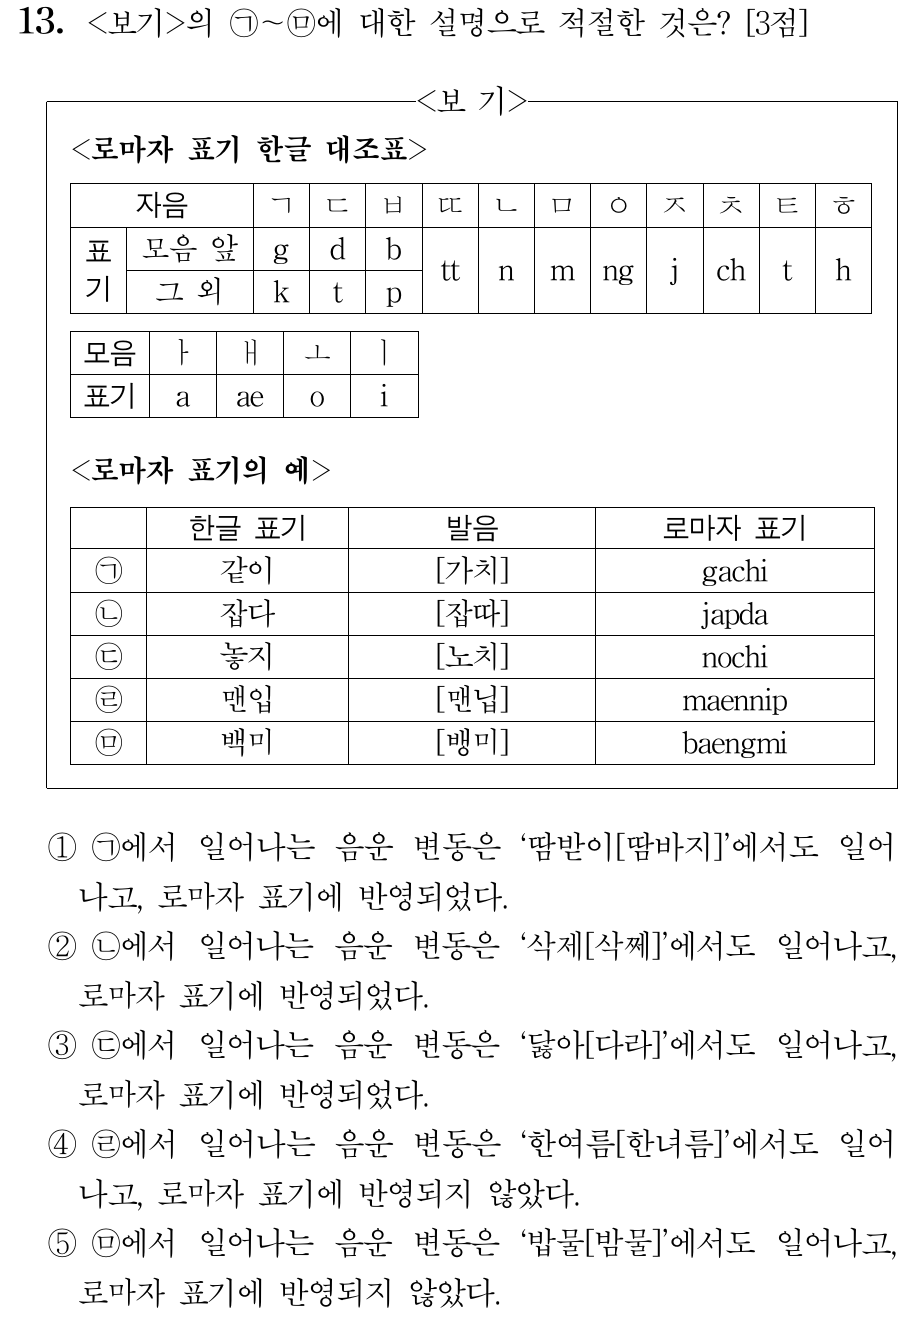 13. <보기>의 ㉠~㉤에 대한 설명으로 적절한 것은? [3점]
<보 기>
<로마자 표기 한글 대조표>
자음 ㄱ ㄷ ㅂ ㄸ ㄴ ㅁ ㅇ ㅈ ㅊ ㅌ ㅎ
표기 모음 앞 g d b tt n m ng j ch t h
그 외 k t p
모음 ㅏ ㅐ ㅗ ㅣ
표기 a ae o i
<로마자 표기의 예>
한글 표기 발음 로마자 표기
㉠ 같이 [가치] gachi
㉡ 잡다 [잡따] japda
㉢ 놓지 [노치] nochi
㉣ 맨입 [맨닙] maennip
㉤ 백미 [뱅미] baengmi
① ㉠에서 일어나는 음운 변동은 ‘땀받이[땀바지]’에서도 일어
나고, 로마자 표기에 반영되었다.
② ㉡에서 일어나는 음운 변동은 ‘삭제[삭쩨]’에서도 일어나고,
로마자 표기에 반영되었다.
③ ㉢에서 일어나는 음운 변동은 ‘닳아[다라]’에서도 일어나고,
로마자 표기에 반영되었다.
④ ㉣에서 일어나는 음운 변동은 ‘한여름[한녀름]’에서도 일어
나고, 로마자 표기에 반영되지 않았다.
⑤ ㉤에서 일어나는 음운 변동은 ‘밥물[밤물]’에서도 일어나고,
로마자 표기에 반영되지 않았다.